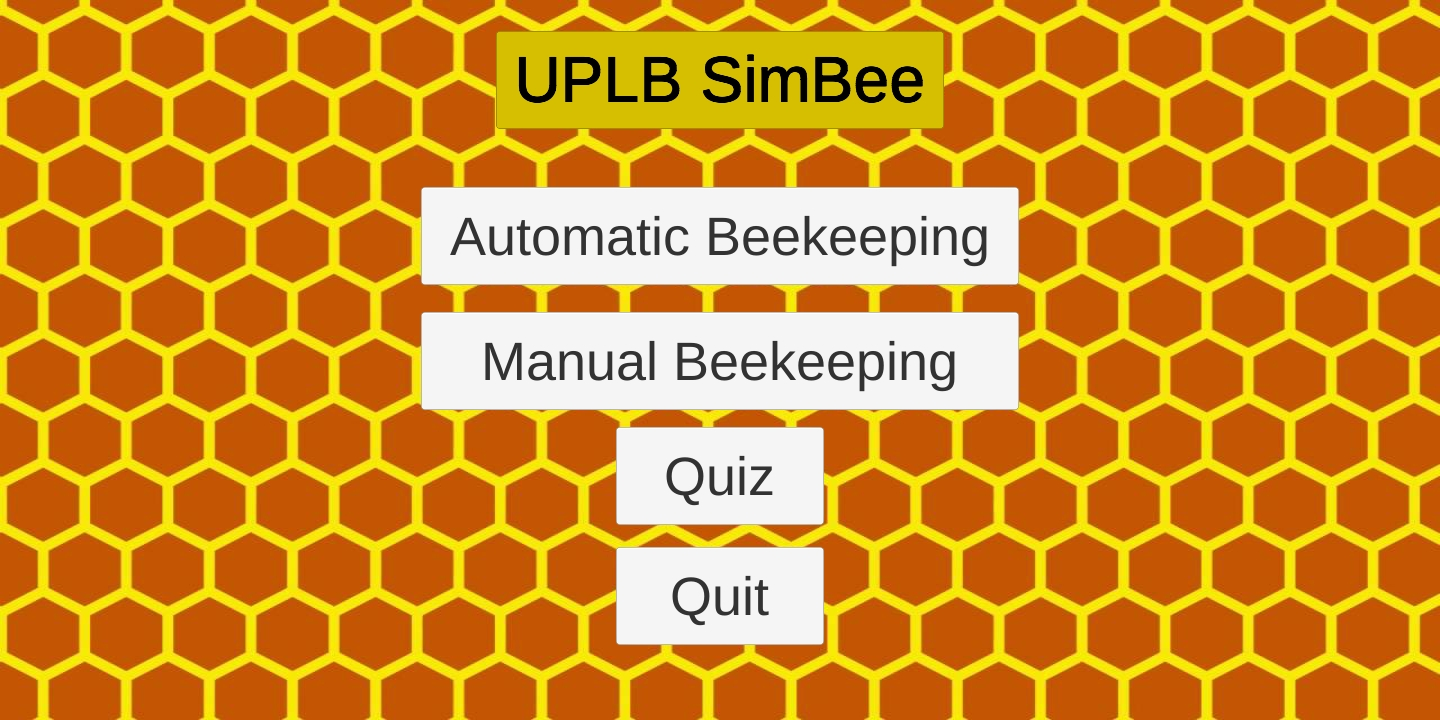 UPLB SimBee
Automatic Beekeeping
Manual Beekeeping
Quiz
Quit